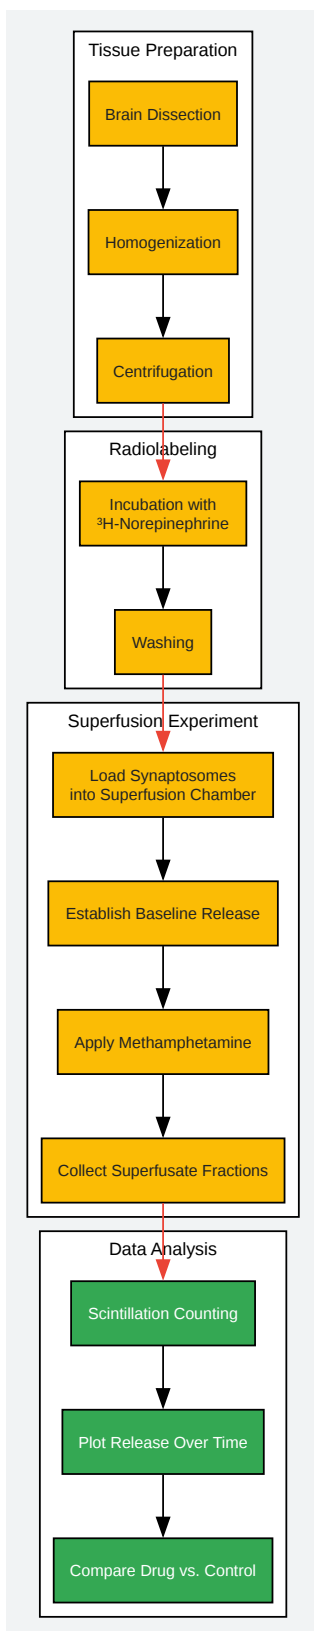 Tissue Preparation
Brain Dissection
Homogenization
Centrifugation
Radiolabeling
Incubation with
³H-Norepinephrine
Washing
Superfusion Experiment
Load Synaptosomes
into Superfusion Chamber
Establish Baseline Release
Apply Methamphetamine
Collect Superfusate Fractions
Data Analysis
Scintillation Counting
Plot Release Over Time
Compare Drug vs. Control